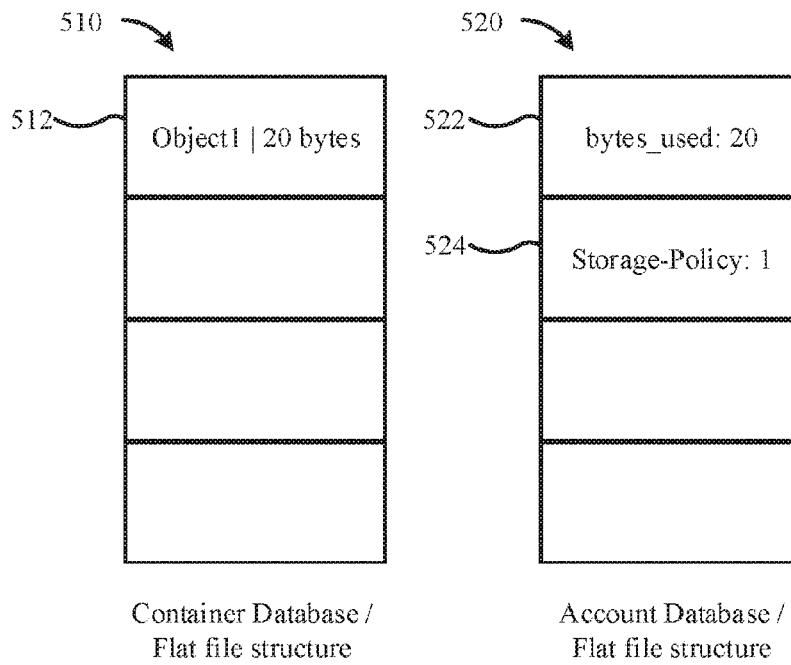 510
520
512
Object1 | 20 bytes
522
bytes_used: 20
524
Storage-Policy: 1
Container Database /
Flat file structure
Account Database /
Flat file structure